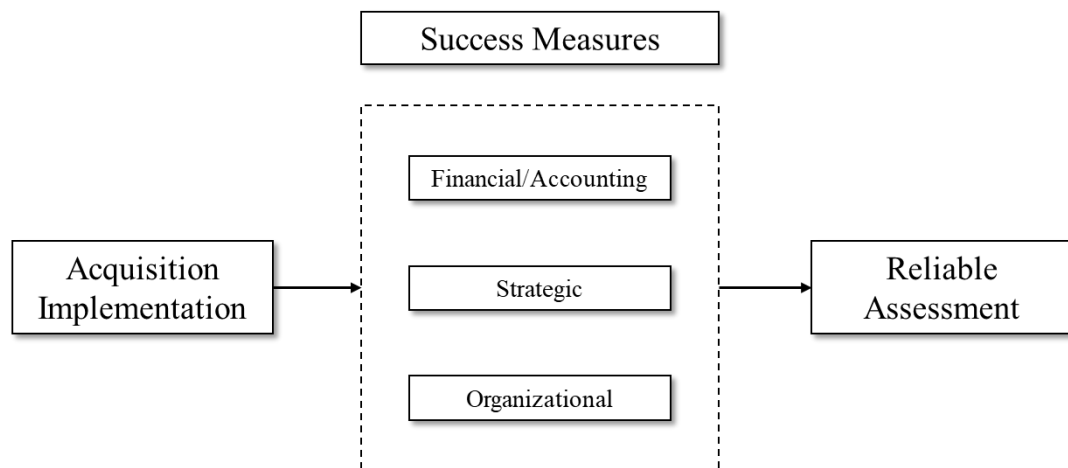 Success Measures
Financial/Accounting
Acquisition
Implementation
Strategic
Reliable
Assessment
Organizational